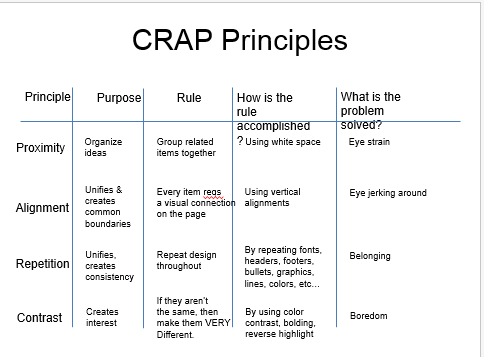 CRAP Principles
Principle
Purpose
Rule
How is the
rule
accomplished
?
What is the
problem
solved?
Proximity
Organize
ideas
Group related
items together
Using white space
Eye strain
Alignment
Unifies &
creates
common
boundaries
Every item reqs
a visual connection
on the page
Using vertical
alignments
Eye jerking around
Repetition
Unifies,
creates
consistency
Repeat design
throughout
By repeating fonts,
headers, footers,
bullets, graphics,
lines, colors, etc...
Belonging
Contrast
Creates
interest
If they aren't
the same, then
make them VERY
Different.
By using color
contrast, bolding,
reverse highlight
Boredom